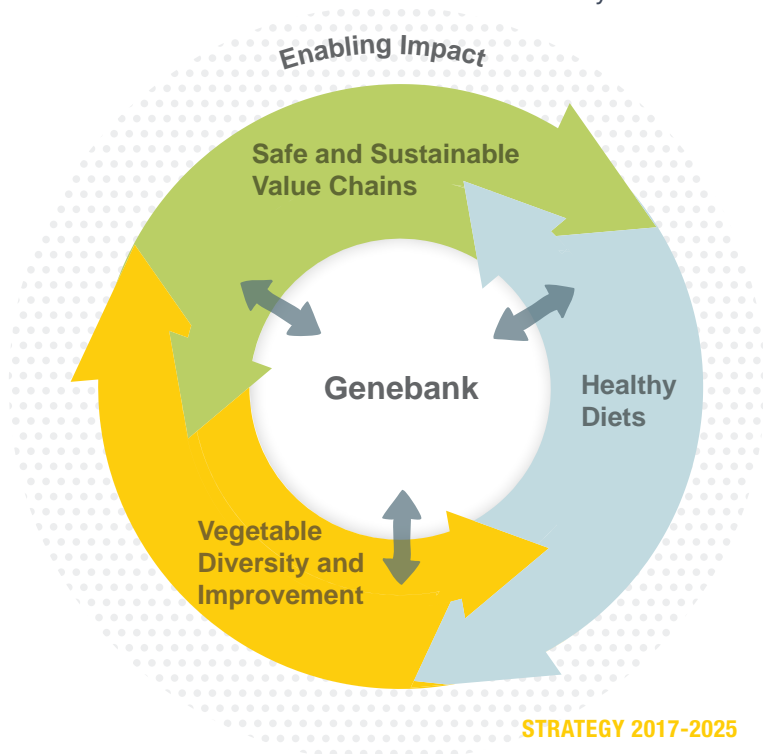 Enabling Impact
Safe and Sustainable
Value Chains
Genebank
Healthy
Diets
Vegetable
Diversity and
Improvement
STRATEGY 2017-2025